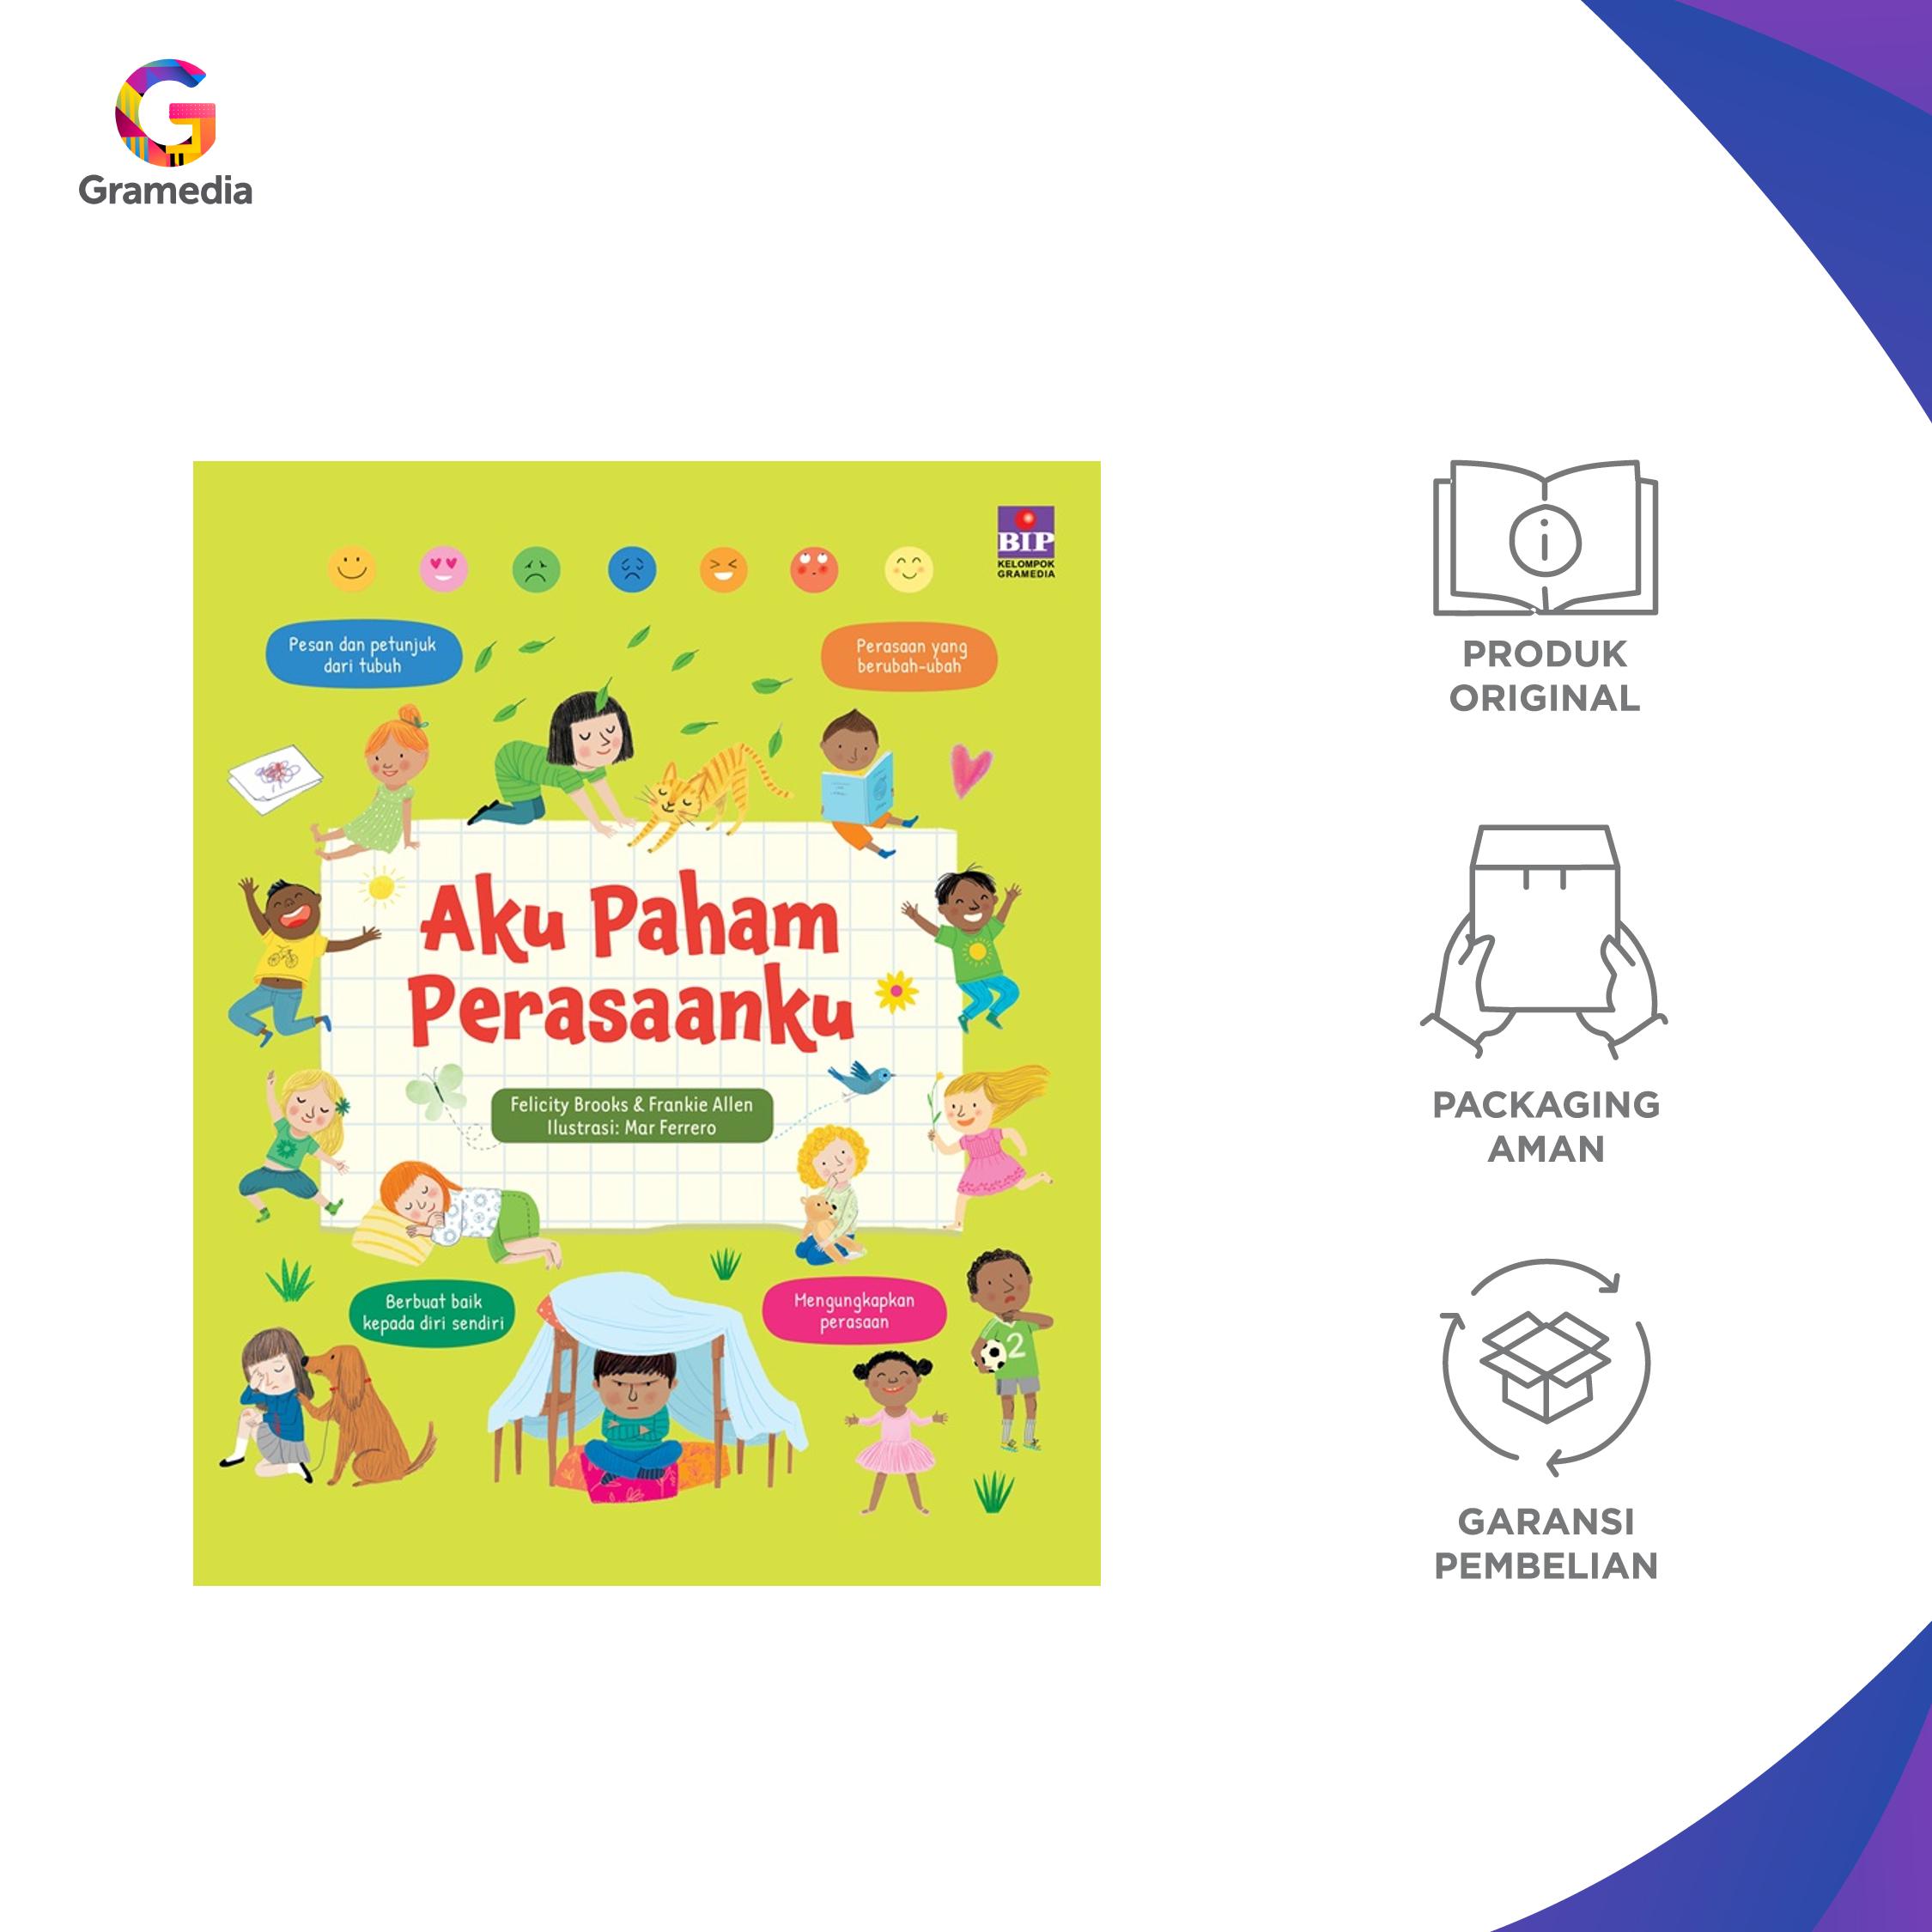 Gramedia
BIP
KELOMPOK
GRAMEDIA
Pesan dan petunjuk
dari tubuh
Perasaan yang
berubah-ubah
Aku Paham
Perasaanku
Felicity Brooks & Frankie Allen
Ilustrasi: Mar Ferrero
Berbuat baik
kepada diri sendiri
Mengungkapkan
perasaan
2
PRODUK
ORIGINAL
PACKAGING
AMAN
GARANSI
PEMBELIAN